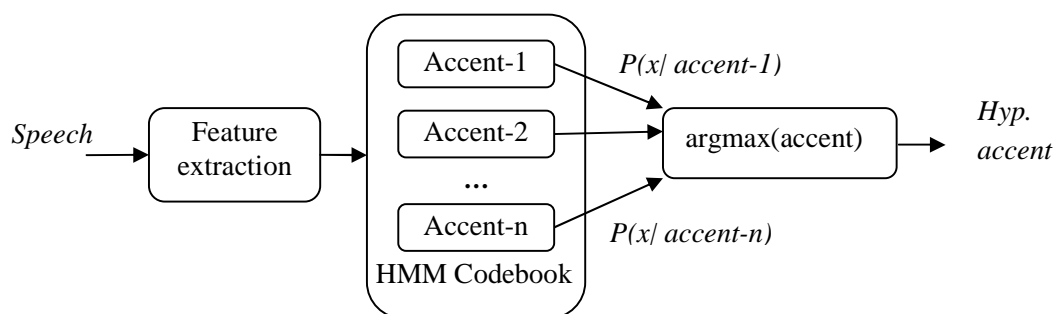 Speech
Feature
extraction
Accent-1
Accent-2
...
Accent-n
HMM Codebook
P(x| accent-1)
P(x| accent-n)
argmax(accent)
Hyp.
accent